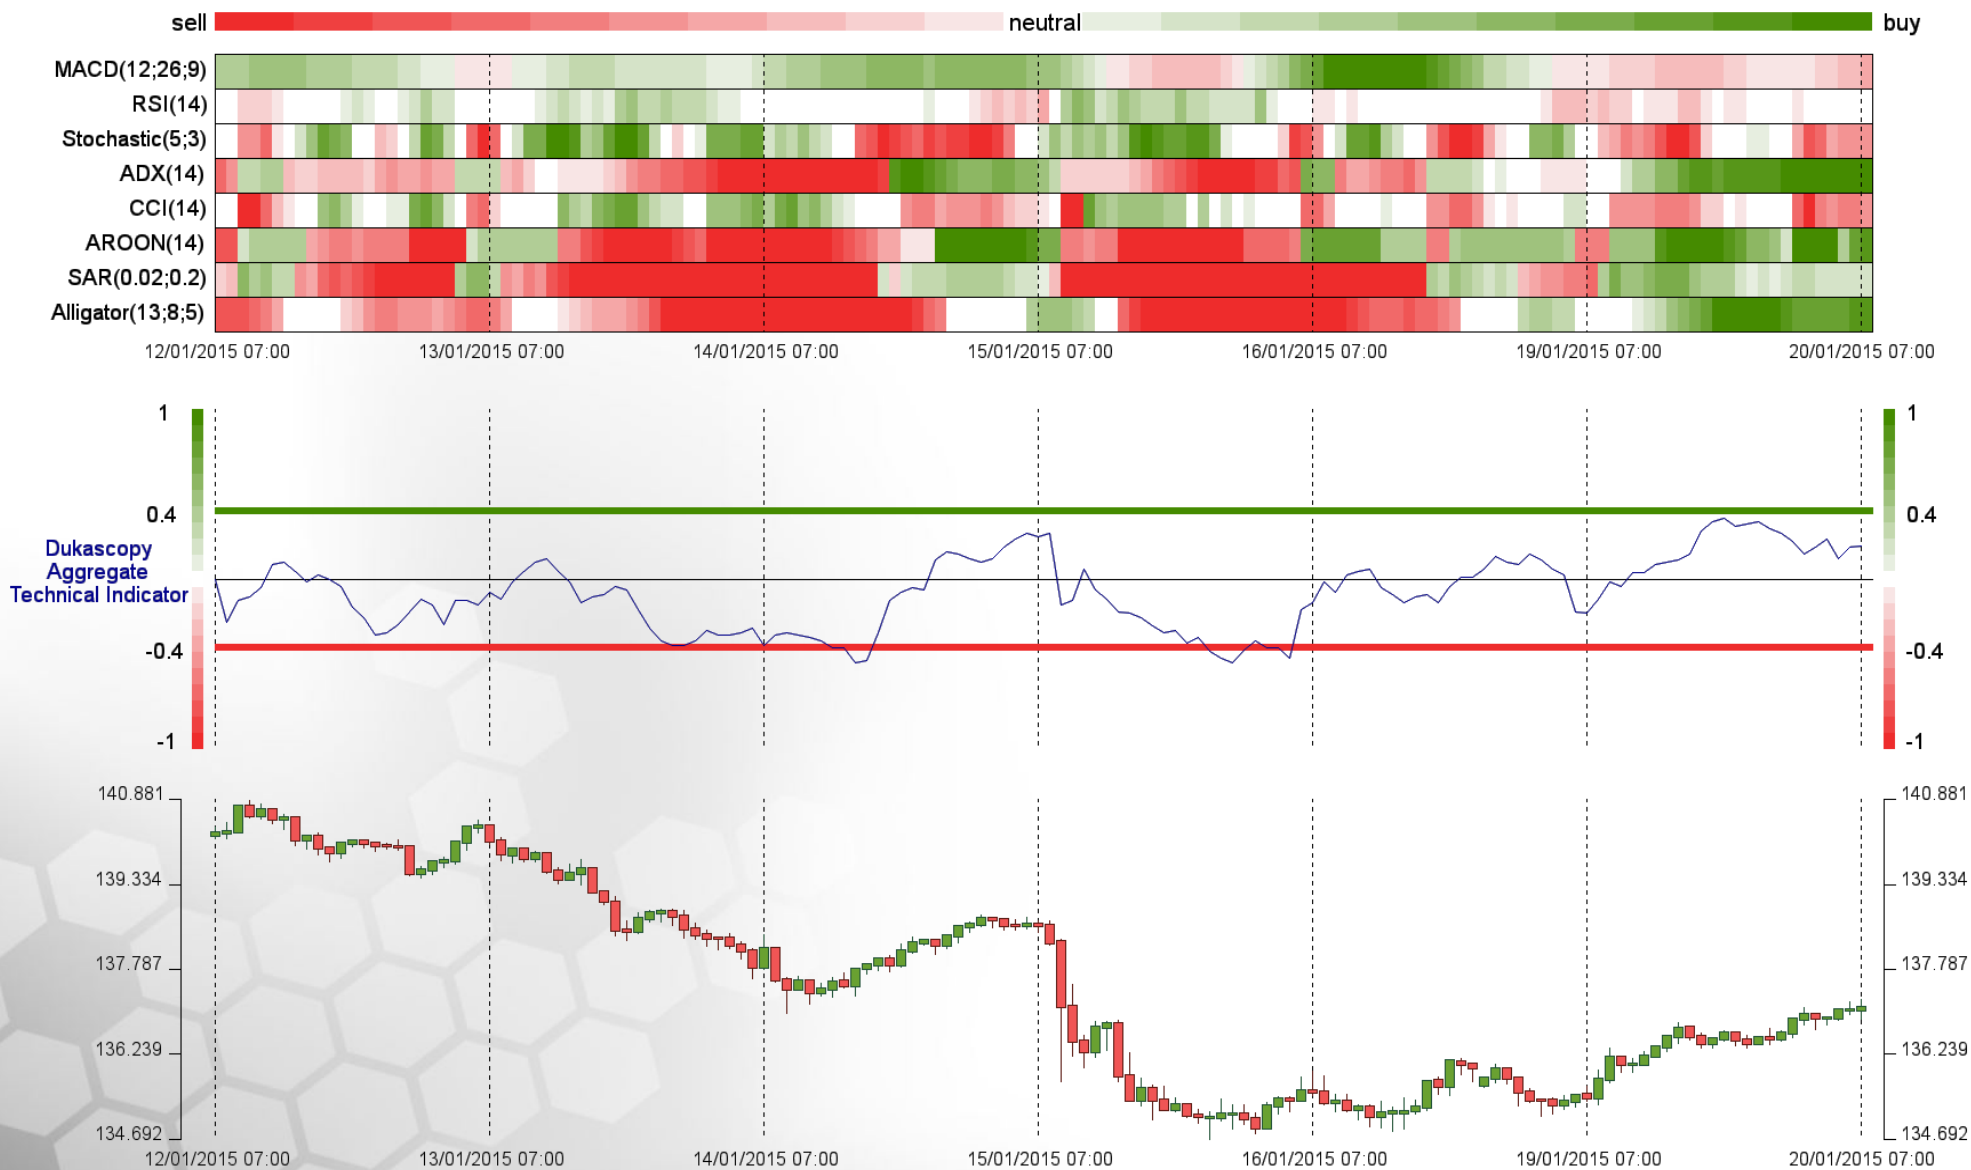 sell neutral buy
MACD(12;26;9)
RSI(14)
Stochastic(5;3)
ADX(14)
CCI(14)
AROON(14)
SAR(0.02;0.2)
Alligator(13;8;5)
12/01/2015 07:00 13/01/2015 07:00 14/01/2015 07:00 15/01/2015 07:00 16/01/2015 07:00 19/01/2015 07:00 20/01/2015 07:00
1 1
0.4 0.4
Dukascopy
Aggregate
Technical Indicator
-0.4 -0.4
-1 -1
140.881 140.881
139.334 139.334
137.787 137.787
136.239 136.239
134.692 134.692
12/01/2015 07:00 13/01/2015 07:00 14/01/2015 07:00 15/01/2015 07:00 16/01/2015 07:00 19/01/2015 07:00 20/01/2015 07:00